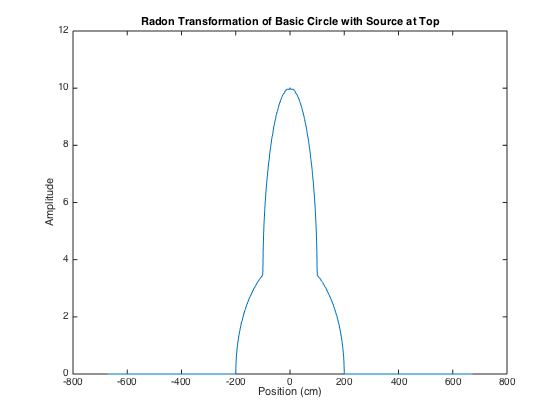 Radon Transformation of Basic Circle with Source at Top
12
10
8
6
4
2
0
Amplitude
-800 -600 -400 -200 0 200 400 600 800
Position (cm)